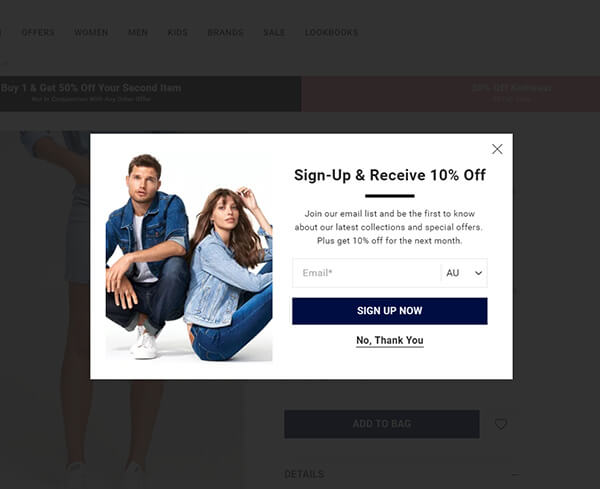 OFFERS WOMEN MEN KIDS BRANDS SALE LOOKBOOKS
Buy 1 & Get 50% Off Your Second Item
Not In Conjunction With Any Other Offer
Off Knitwear
Sign-Up & Receive 10% Off
Join our email list and be the first to know
about our latest collections and special offers.
Plus get 10% off for the next month.
Email* AU
SIGN UP NOW
No, Thank You
ADD TO BAG
DETAILS